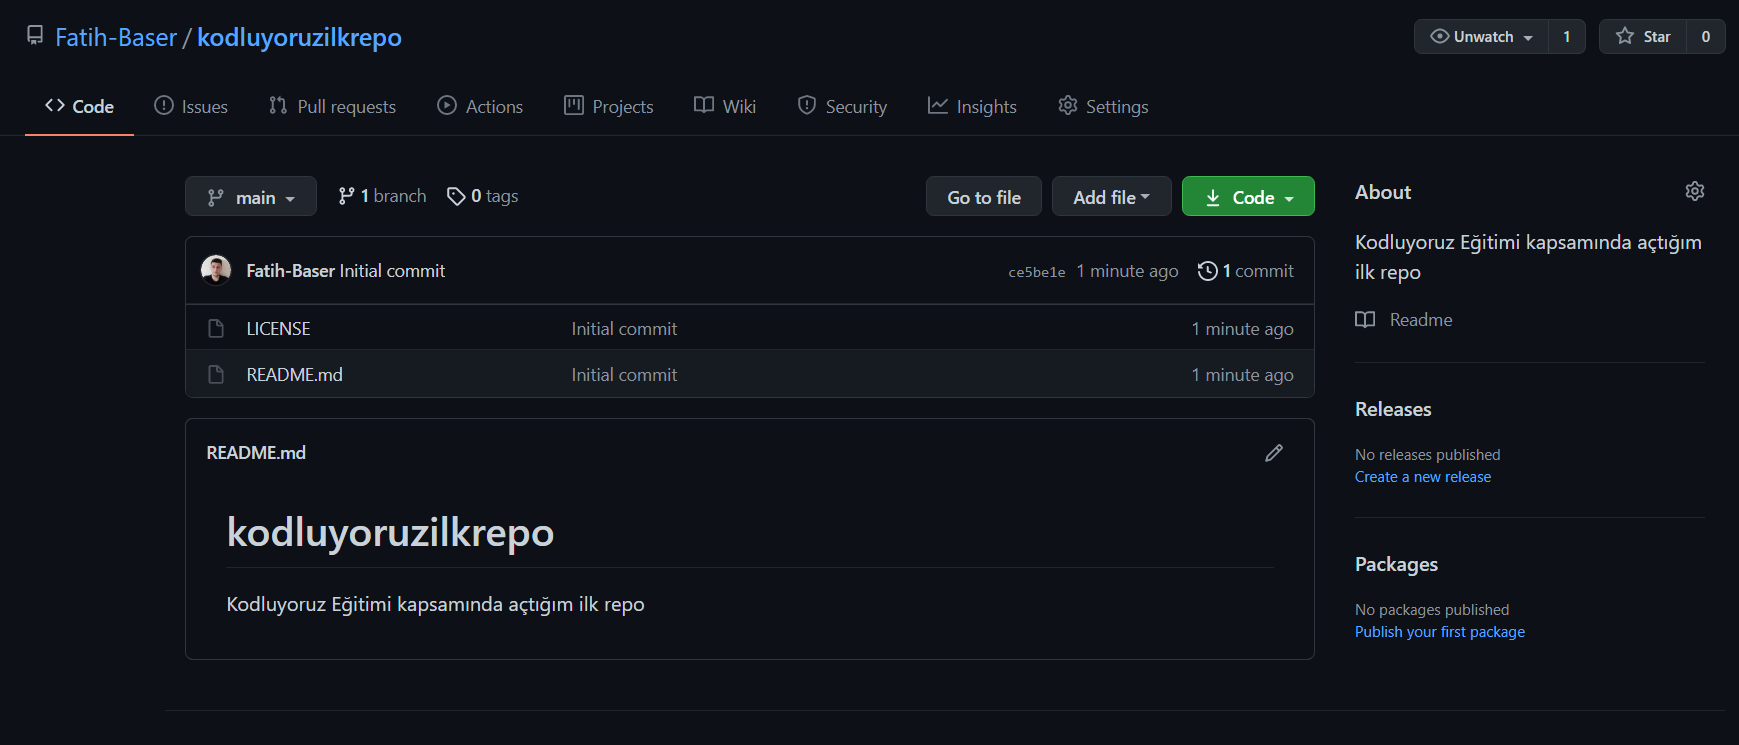 Fatih-Baser / kodluyoruzilkrepo
Unwatch 1 Star 0
Code Issues Pull requests Actions Projects Wiki Security Insights Settings
main 1 branch 0 tags Go to file Add file Code
Fatih-Baser Initial commit ce5be1e 1 minute ago 1 commit
LICENSE Initial commit 1 minute ago
README.md Initial commit 1 minute ago
README.md
kodluyoruzilkrepo
Kodluyoruz Eğitimi kapsamında açtığım ilk repo
About
Kodluyoruz Eğitimi kapsamında açtığım
ilk repo
Readme
Releases
No releases published
Create a new release
Packages
No packages published
Publish your first package